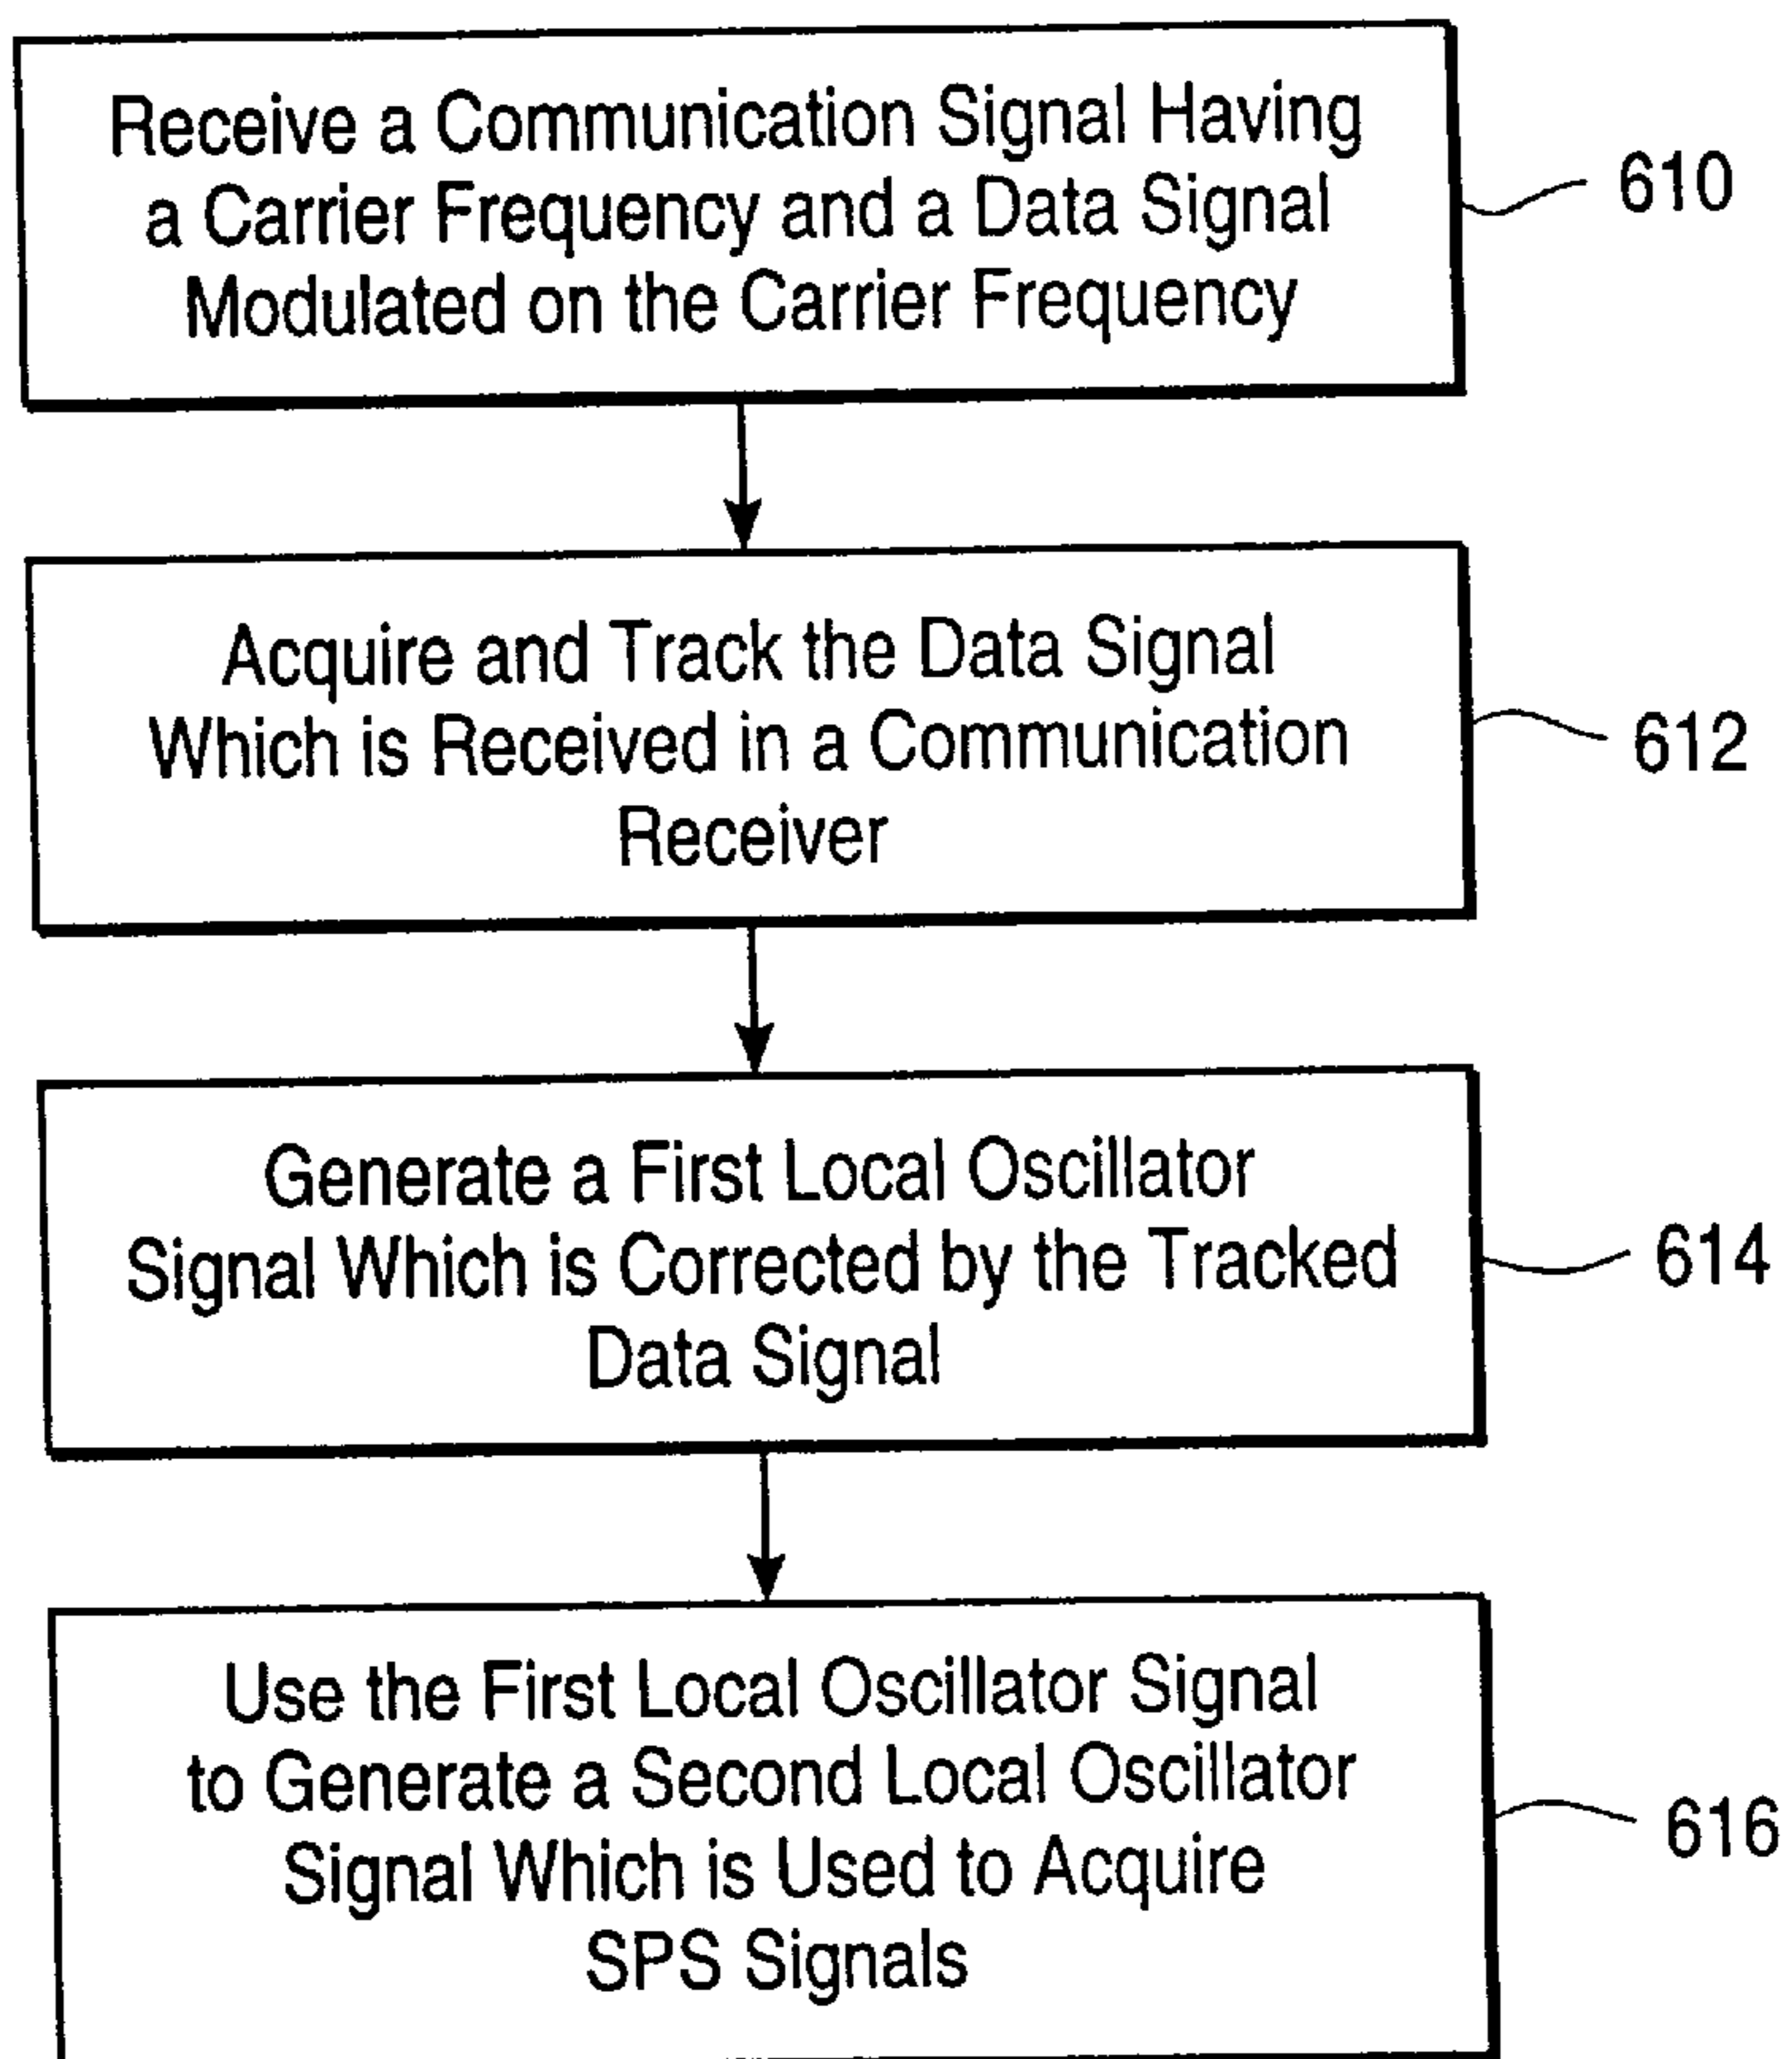 Receive a Communication Signal Having
a Carrier Frequency and a Data Signal
Modulated on the Carrier Frequency
610
Acquire and Track the Data Signal
Which is Received in a Communication
Receiver
612
Generate a First Local Oscillator
Signal Which is Corrected by the Tracked
Data Signal
614
Use the First Local Oscillator Signal
to Generate a Second Local Oscillator
Signal Which is Used to Acquire
SPS Signals
616